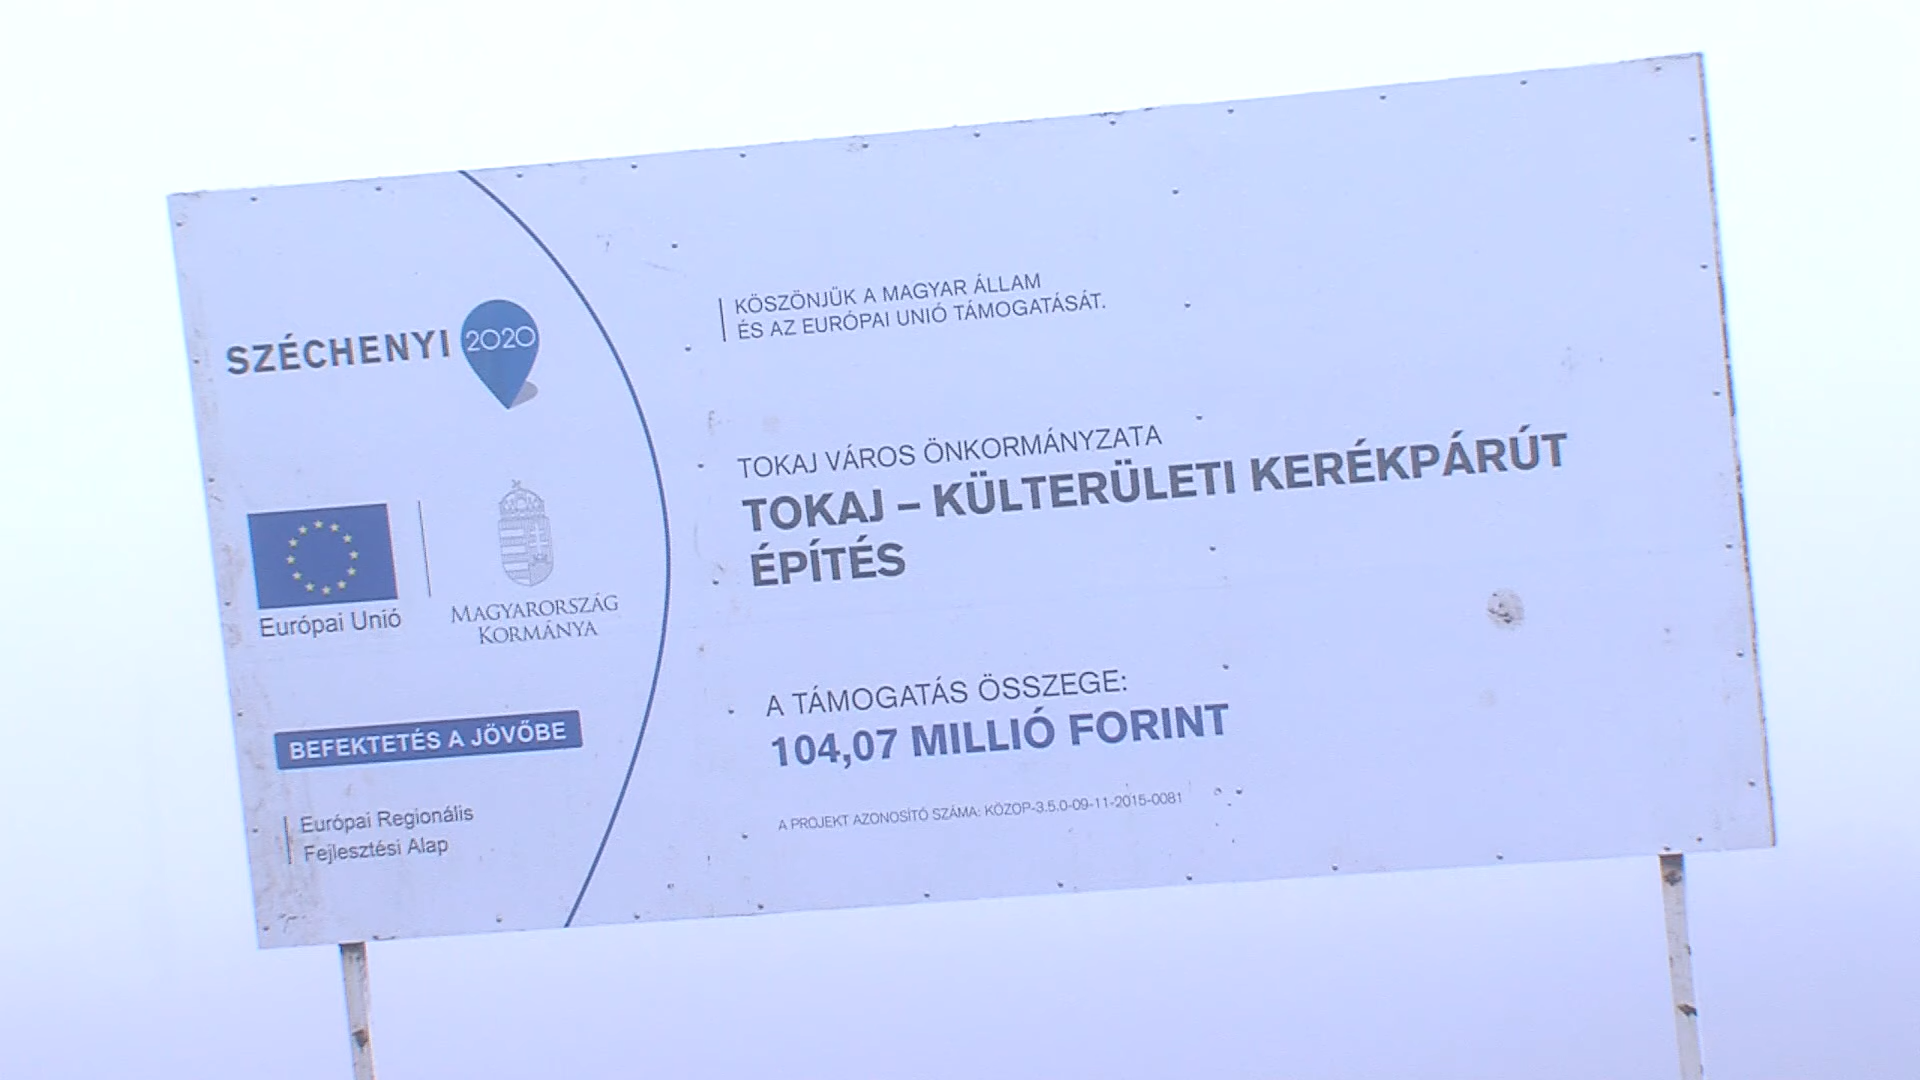 SZÉCHENYI 2020
Európai Unió
MAGYARORSZÁG
KORMÁNYA
BEFEKTETÉS A JÖVŐBE
Európai Regionális
Fejlesztési Alap
KÖSZÖNJÜK A MAGYAR ÁLLAM
ÉS AZ EURÓPAI UNIÓ TÁMOGATÁSÁT.
TOKAJ VÁROS ÖNKORMÁNYZATA
TOKAJ – KÜLTERÜLETI KERÉKPÁRÚT
ÉPÍTÉS
A TÁMOGATÁS ÖSSZEGE:
104,07 MILLIÓ FORINT
A PROJEKT AZONOSÍTÓ SZÁMA: KÖZOP-3.5.0-09-11-2015-0081